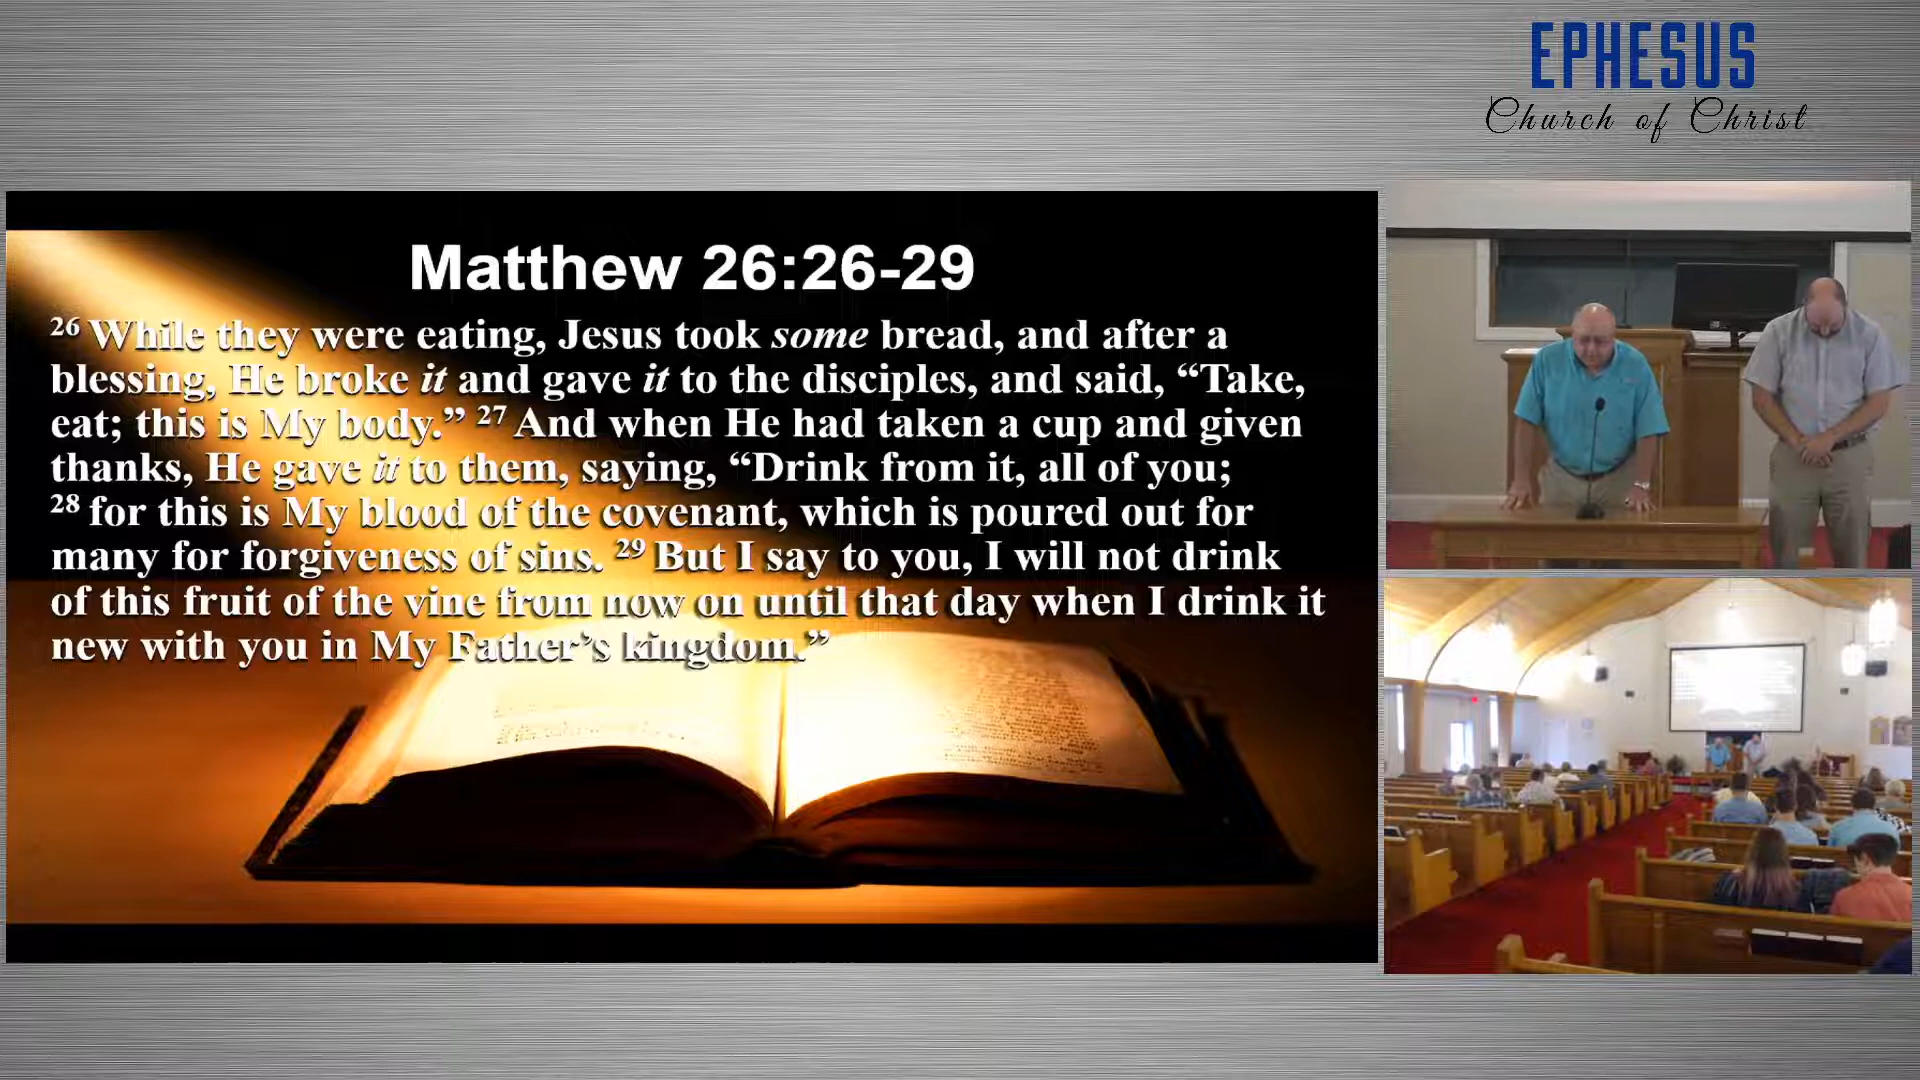 EPHESUS
Church of Christ
Matthew 26:26-29
26 While they were eating, Jesus took some bread, and after a
blessing, He broke it and gave it to the disciples, and said, “Take,
eat; this is My body.” 27 And when He had taken a cup and given
thanks, He gave it to them, saying, “Drink from it, all of you;
28 for this is My blood of the covenant, which is poured out for
many for forgiveness of sins. 29 But I say to you, I will not drink
of this fruit of the vine from now on until that day when I drink it
new with you in My Father’s kingdom.”